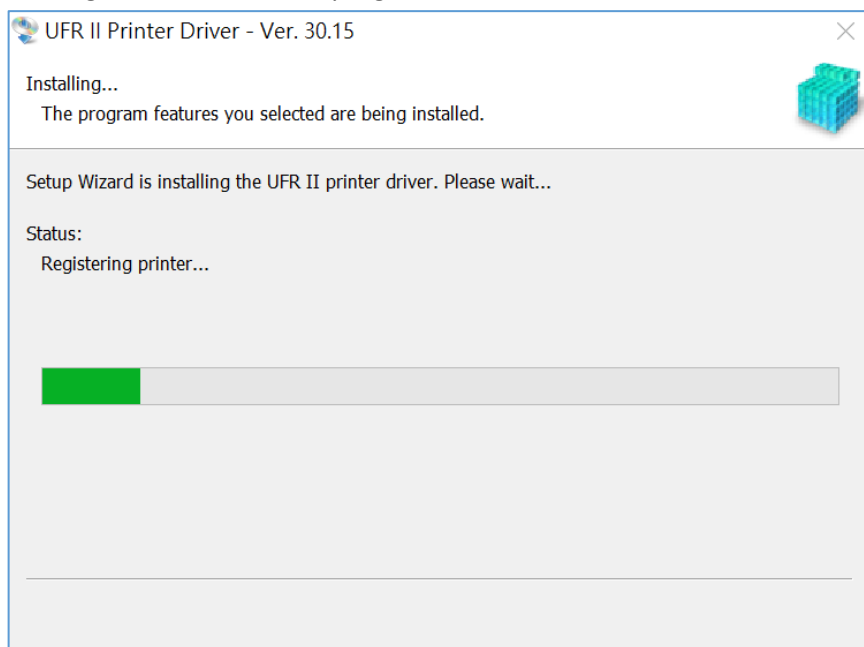 UFR II Printer Driver - Ver. 30.15
Installing...
The program features you selected are being installed.
Setup Wizard is installing the UFR II printer driver. Please wait...
Status:
Registering printer...